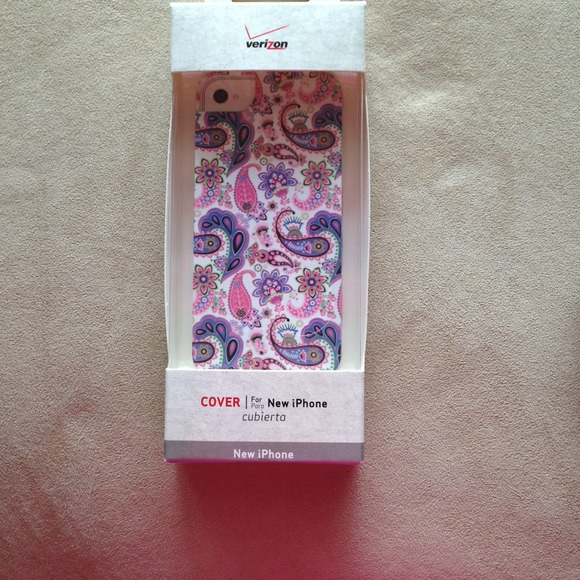 verizon
COVER | For Para New iPhone
cubierta
New iPhone